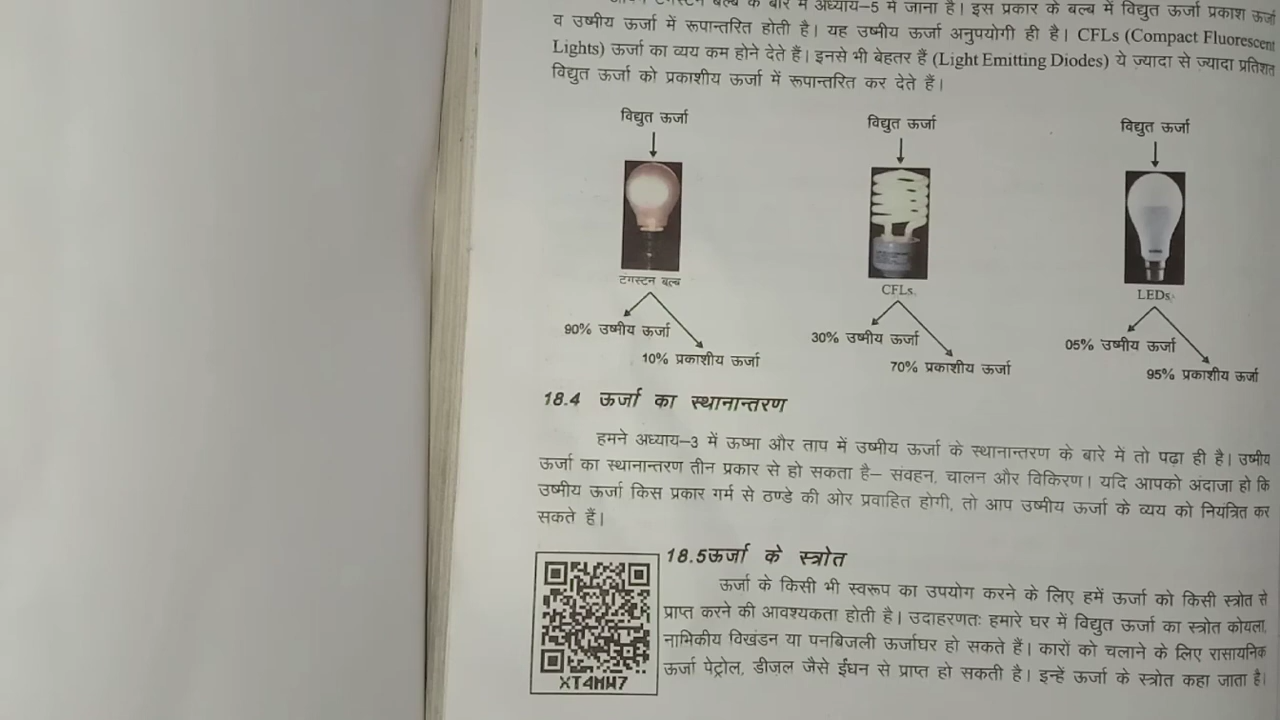 बल्ब के बारे में अध्याय–5 में जाना है। इस प्रकार के बल्ब में विद्युत ऊर्जा प्रकाश ऊर्जा
व उष्मीय ऊर्जा में रूपान्तरित होती है। यह उष्मीय ऊर्जा अनुपयोगी ही है। CFLs (Compact Fluorescent
Lights) ऊर्जा का व्यय कम होने देते हैं। इनसे भी बेहतर हैं (Light Emitting Diodes) ये ज्यादा से ज्यादा प्रतिशत
विद्युत ऊर्जा को प्रकाशीय ऊर्जा में रूपान्तरित कर देते हैं।
विद्युत ऊर्जा विद्युत ऊर्जा विद्युत ऊर्जा
टंगस्टन बल्ब CFLs. LEDs.
90% उष्मीय ऊर्जा 30% उष्मीय ऊर्जा 05% उष्मीय ऊर्जा
10% प्रकाशीय ऊर्जा 70% प्रकाशीय ऊर्जा 95% प्रकाशीय ऊर्जा
18.4 ऊर्जा का स्थानान्तरण
हमने अध्याय–3 में ऊष्मा और ताप में उष्मीय ऊर्जा के स्थानान्तरण के बारे में तो पढ़ा ही है। उष्मीय
ऊर्जा का स्थानान्तरण तीन प्रकार से हो सकता है– संवहन, चालन और विकिरण। यदि आपको अंदाजा हो कि
उष्मीय ऊर्जा किस प्रकार गर्म से ठण्डे की ओर प्रवाहित होगी, तो आप उष्मीय ऊर्जा के व्यय को नियंत्रित कर
सकते हैं।
18.5ऊर्जा के स्त्रोत
ऊर्जा के किसी भी स्वरूप का उपयोग करने के लिए हमें ऊर्जा को किसी स्त्रोत से
प्राप्त करने की आवश्यकता होती है। उदाहरणतः हमारे घर में विद्युत ऊर्जा का स्त्रोत कोयला,
नाभिकीय विखंडन या पनबिजली ऊर्जाघर हो सकते हैं। कारों को चलाने के लिए रासायनिक
ऊर्जा पेट्रोल, डीज़ल जैसे ईंधन से प्राप्त हो सकती है। इन्हें ऊर्जा के स्त्रोत कहा जाता है।
XT4MW7